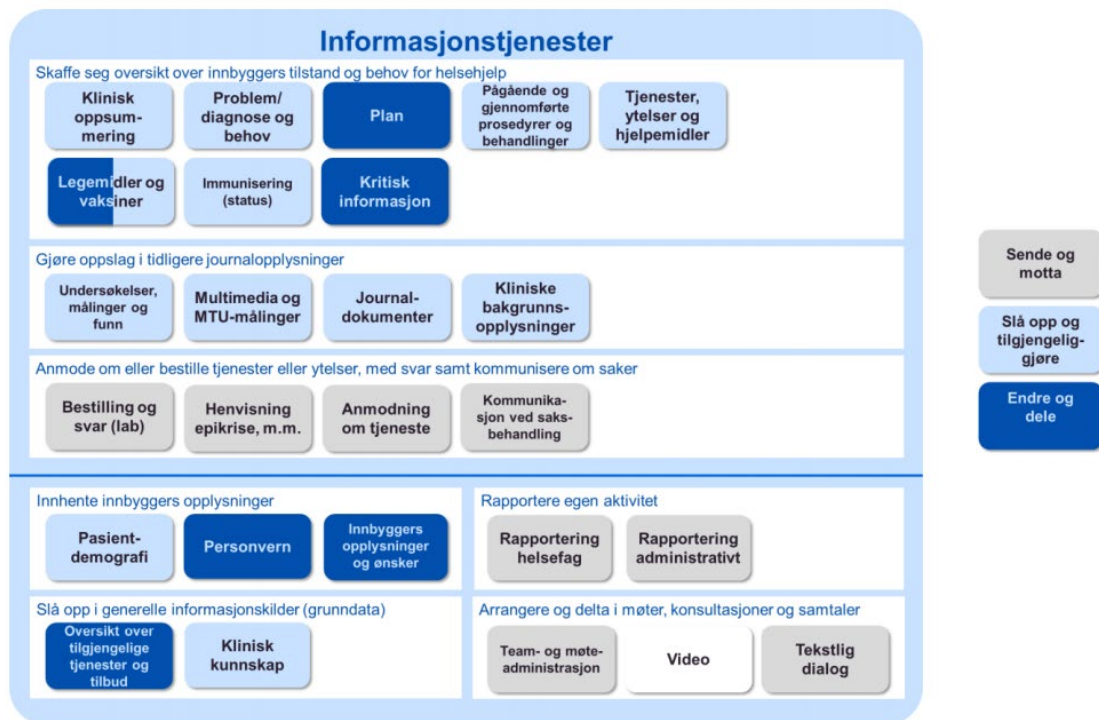 Informasjonstjenester
Skaffe seg oversikt over innbyggers tilstand og behov for helsehjelp
Klinisk
oppsum-
mering
Problem/
diagnose og
behov
Plan
Pågående og
gjennomførte
prosedyrer og
behandlinger
Tjenester,
ytelser og
hjelpemidler
Legemidler og
vaksiner
Immunisering
(status)
Kritisk
informasjon
Gjøre oppslag i tidligere journalopplysninger
Undersøkelser,
målinger og
funn
Multimedia og
MTU-målinger
Journal-
dokumenter
Kliniske
bakgrunns-
opplysninger
Anmode om eller bestille tjenester eller ytelser, med svar samt kommunisere om saker
Bestilling og
svar (lab)
Henvisning
epikrise, m.m.
Anmodning
om tjeneste
Kommunika-
sjon ved saks-
behandling
Innhente innbyggers opplysninger
Pasient-
demografi
Personvern
Innbyggers
opplysninger
og ønsker
Rapportere egen aktivitet
Rapportering
helsefag
Rapportering
administrativt
Slå opp i generelle informasjonskilder (grunndata)
Oversikt over
tilgjengelige
tjenester og
tilbud
Klinisk
kunnskap
Arrangere og delta i møter, konsultasjoner og samtaler
Team- og møte-
administrasjon
Video
Tekstlig
dialog
Sende og
motta
Slå opp og
tilgjengelig-
gjøre
Endre og
dele